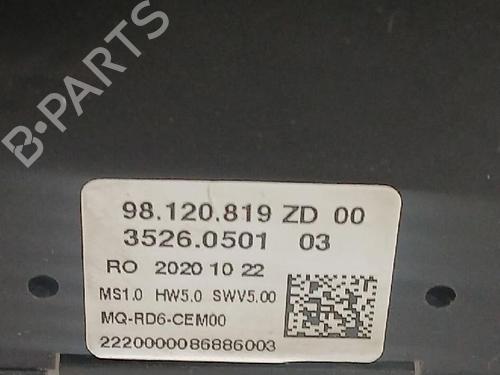 B-PARTS
98.120.819 ZD 00
3526.0501 03
RO 2020 10 22
MS1.0 HW5.0 SWV5.00
MQ-RD6-CEM00
2220000086886003